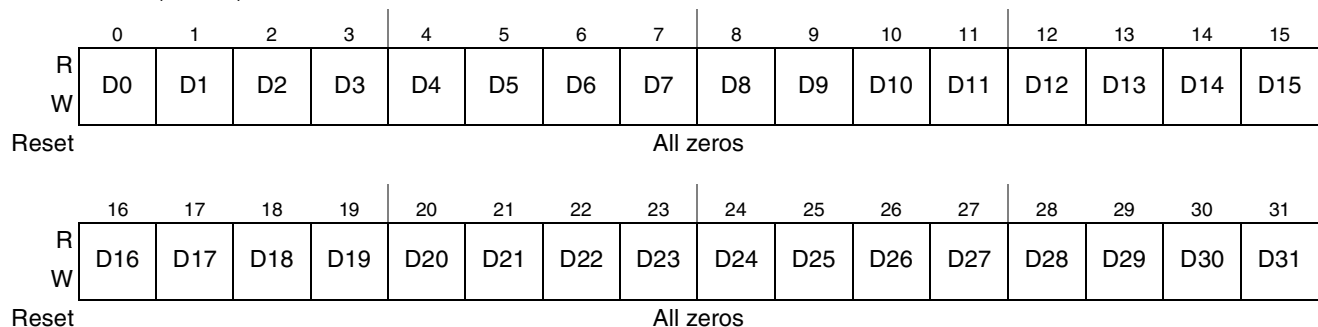 0 1 2 3 4 5 6 7 8 9 10 11 12 13 14 15
R
W
D0 D1 D2 D3 D4 D5 D6 D7 D8 D9 D10 D11 D12 D13 D14 D15
Reset All zeros
16 17 18 19 20 21 22 23 24 25 26 27 28 29 30 31
R
W
D16 D17 D18 D19 D20 D21 D22 D23 D24 D25 D26 D27 D28 D29 D30 D31
Reset All zeros